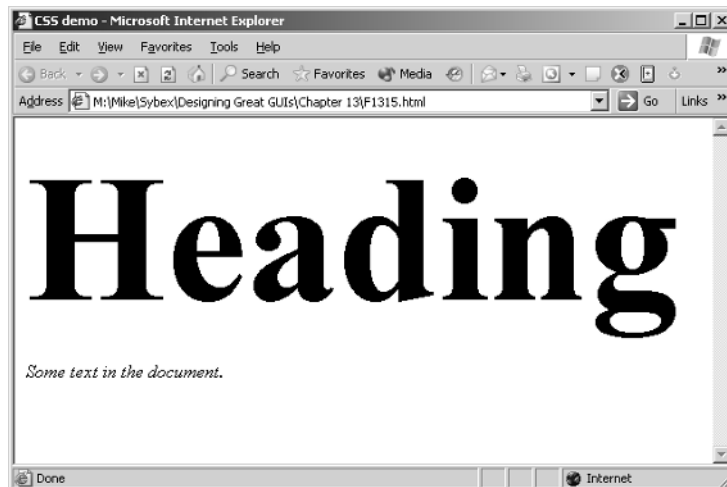 CSS demo - Microsoft Internet Explorer
File Edit View Favorites Tools Help
Back Search Favorites Media »
Address M:\Mike\Sybex\Designing Great GUIs\Chapter 13\F1315.html Go Links »
Heading
Some text in the document.
Done Internet